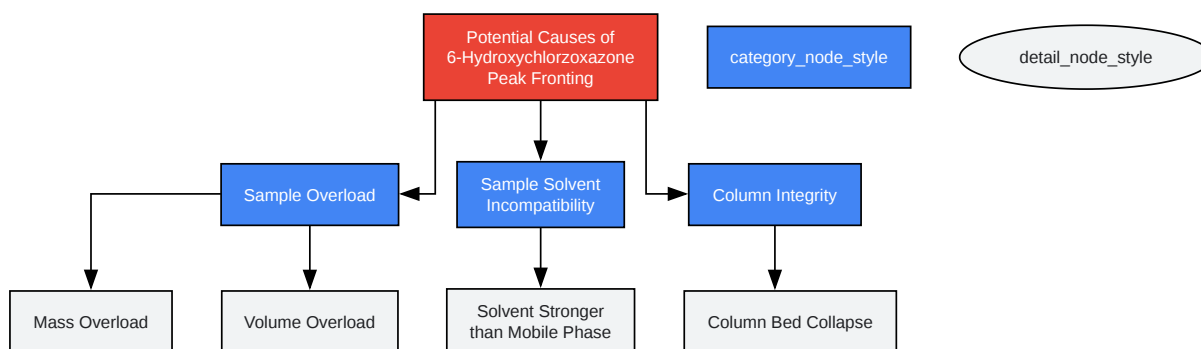 Potential Causes of
6-Hydroxychlorzoxazone
Peak Fronting
category_node_style
detail_node_style
Sample Overload
Sample Solvent
Incompatibility
Column Integrity
Mass Overload
Volume Overload
Solvent Stronger
than Mobile Phase
Column Bed Collapse